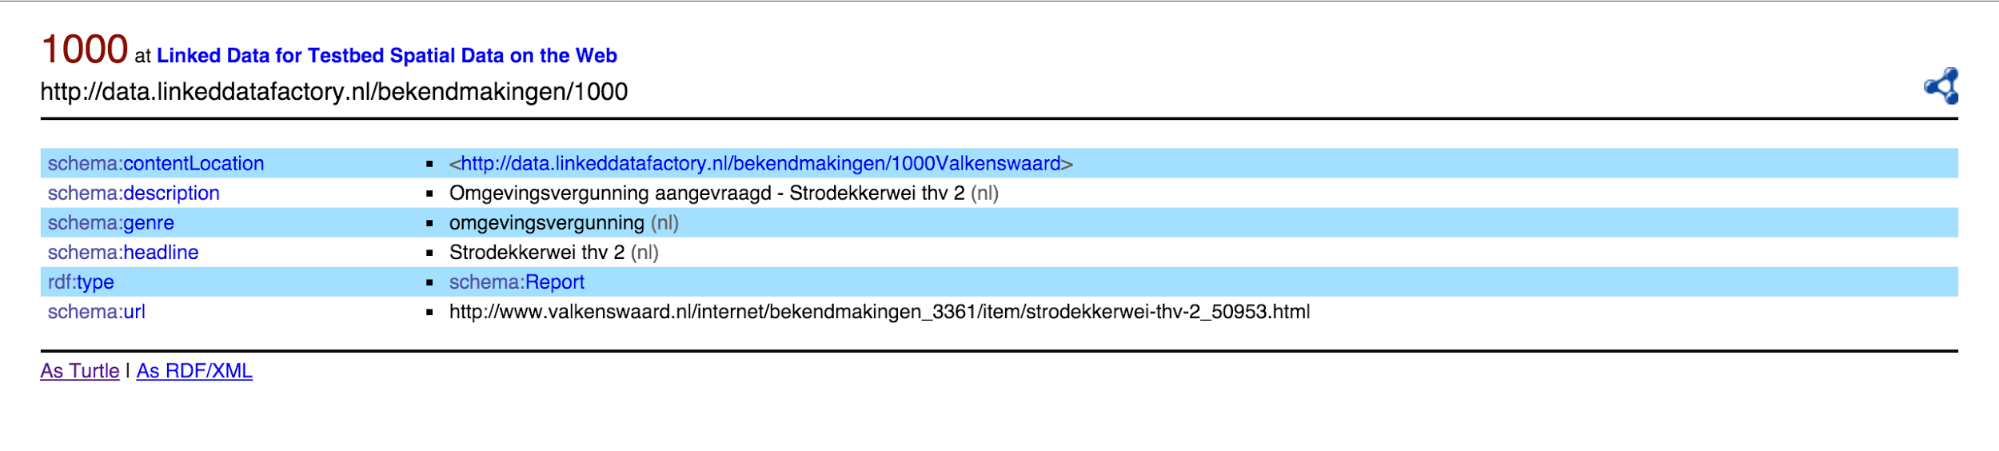 1000 at Linked Data for Testbed Spatial Data on the Web
http://data.linkeddatafactory.nl/bekendmakingen/1000
schema:contentLocation ▪ <http://data.linkeddatafactory.nl/bekendmakingen/1000Valkenswaard>
schema:description ▪ Omgevingsvergunning aangevraagd - Strodekkerwei thv 2 (nl)
schema:genre ▪ omgevingsvergunning (nl)
schema:headline ▪ Strodekkerwei thv 2 (nl)
rdf:type ▪ schema:Report
schema:url ▪ http://www.valkenswaard.nl/internet/bekendmakingen_3361/item/strodekkerwei-thv-2_50953.html
As Turtle | As RDF/XML